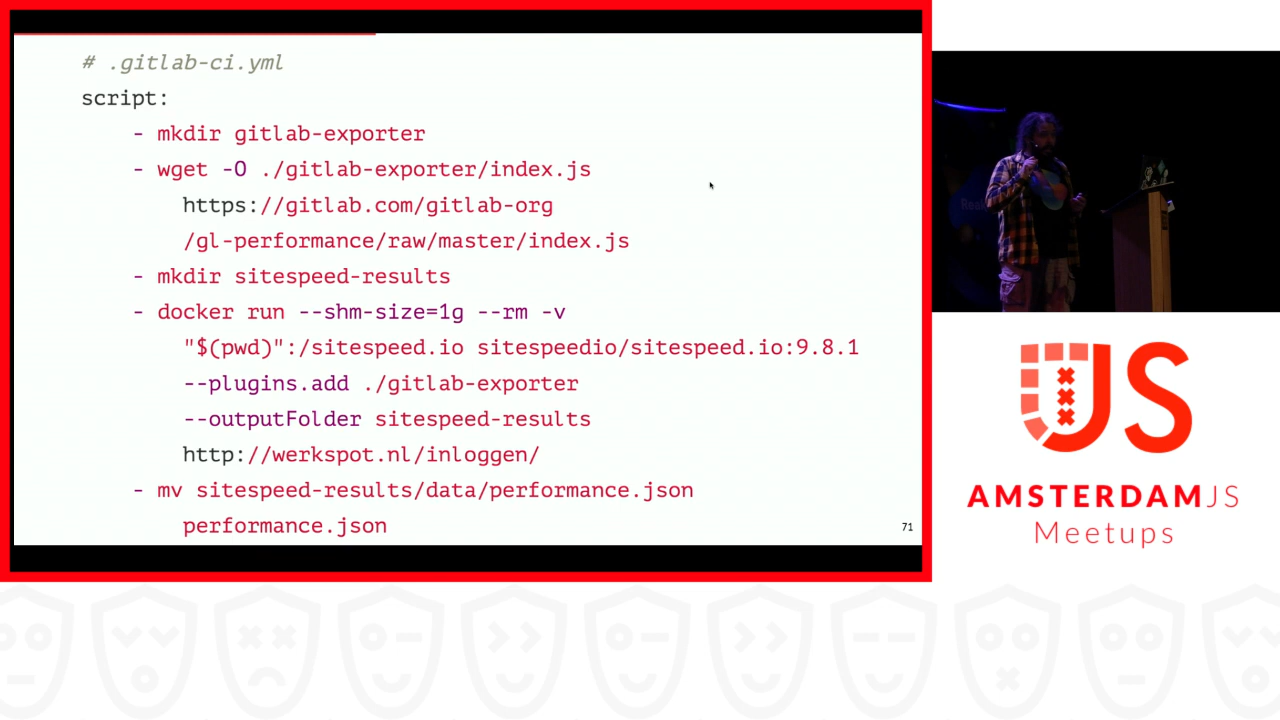 # .gitlab-ci.yml
script:
- mkdir gitlab-exporter
- wget -O ./gitlab-exporter/index.js
https://gitlab.com/gitlab-org
/gl-performance/raw/master/index.js
- mkdir sitespeed-results
- docker run --shm-size=1g --rm -v
"$(pwd)":/sitespeed.io sitespeedio/sitespeed.io:9.8.1
--plugins.add ./gitlab-exporter
--outputFolder sitespeed-results
http://werkspot.nl/inloggen/
- mv sitespeed-results/data/performance.json
performance.json
71
JS
AMSTERDAMJS
Meetups